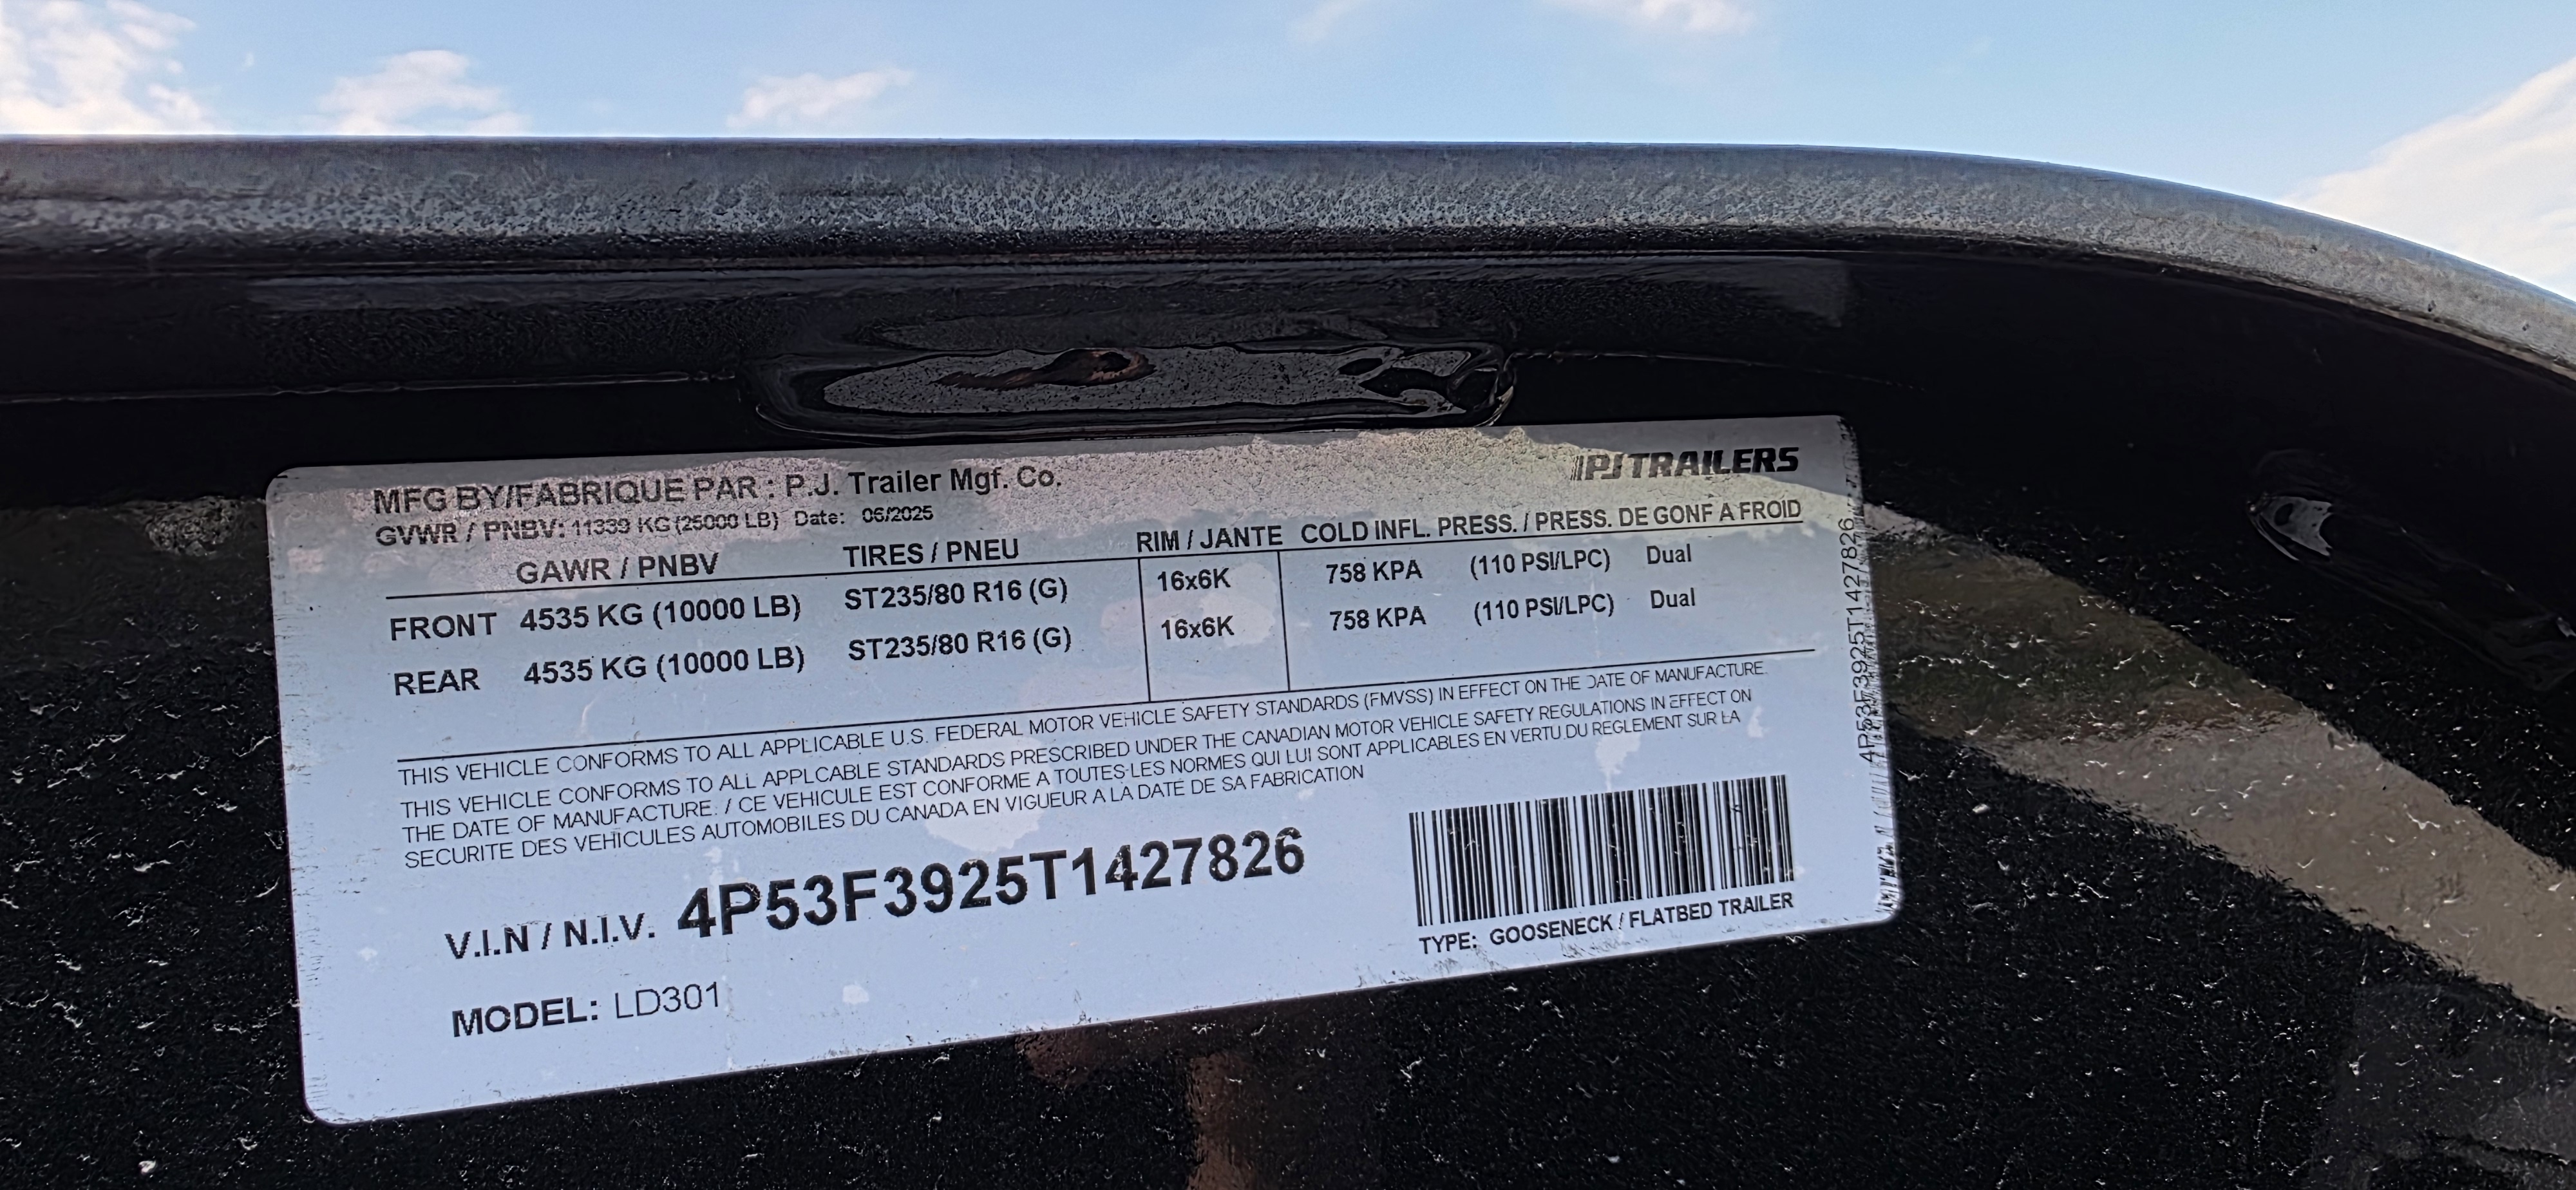 PJ TRAILERS
MFG BY/FABRIQUE PAR : P.J. Trailer Mgf. Co.
GVWR / PNBV: 11339 KG (25000 LB) Date: 06/2025
GAWR / PNBV TIRES / PNEU RIM / JANTE COLD INFL. PRESS. / PRESS. DE GONF A FROID
FRONT 4535 KG (10000 LB) ST235/80 R16 (G) 16x6K 758 KPA (110 PSI/LPC) Dual
REAR 4535 KG (10000 LB) ST235/80 R16 (G) 16x6K 758 KPA (110 PSI/LPC) Dual
THIS VEHICLE CONFORMS TO ALL APPLICABLE U.S. FEDERAL MOTOR VEHICLE SAFETY STANDARDS (FMVSS) IN EFFECT ON THE DATE OF MANUFACTURE.
THIS VEHICLE CONFORMS TO ALL APPLCABLE STANDARDS PRESCRIBED UNDER THE CANADIAN MOTOR VEHICLE SAFETY REGULATIONS IN EFFECT ON
THE DATE OF MANUFACTURE. / CE VEHICULE EST CONFORME A TOUTES LES NORMES QUI LUI SONT APPLICABLES EN VERTU DU REGLEMENT SUR LA
SECURITE DES VEHICULES AUTOMOBILES DU CANADA EN VIGUEUR A LA DATE DE SA FABRICATION
V.I.N / N.I.V. 4P53F3925T1427826
TYPE: GOOSENECK / FLATBED TRAILER
MODEL: LD301
4P53F3925T1427826